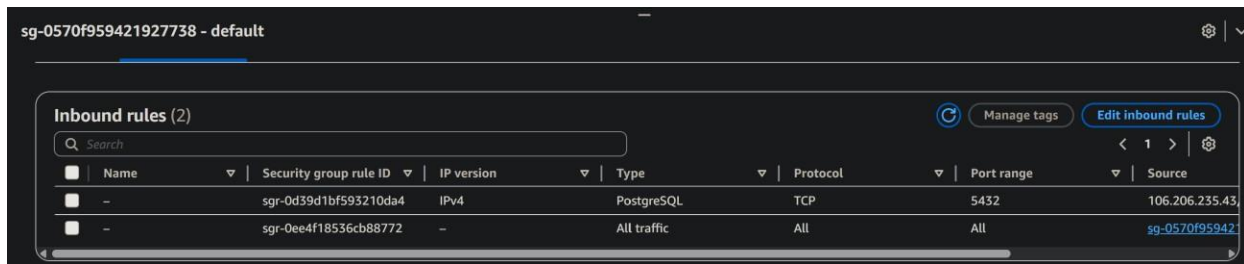 sg-0570f959421927738 - default
Inbound rules (2)
Manage tags
Edit inbound rules
Search
1
Name Security group rule ID IP version Type Protocol Port range Source
– sgr-0d39d1bf593210da4 IPv4 PostgreSQL TCP 5432 106.206.235.43,
– sgr-0ee4f18536cb88772 – All traffic All All sg-0570f95942